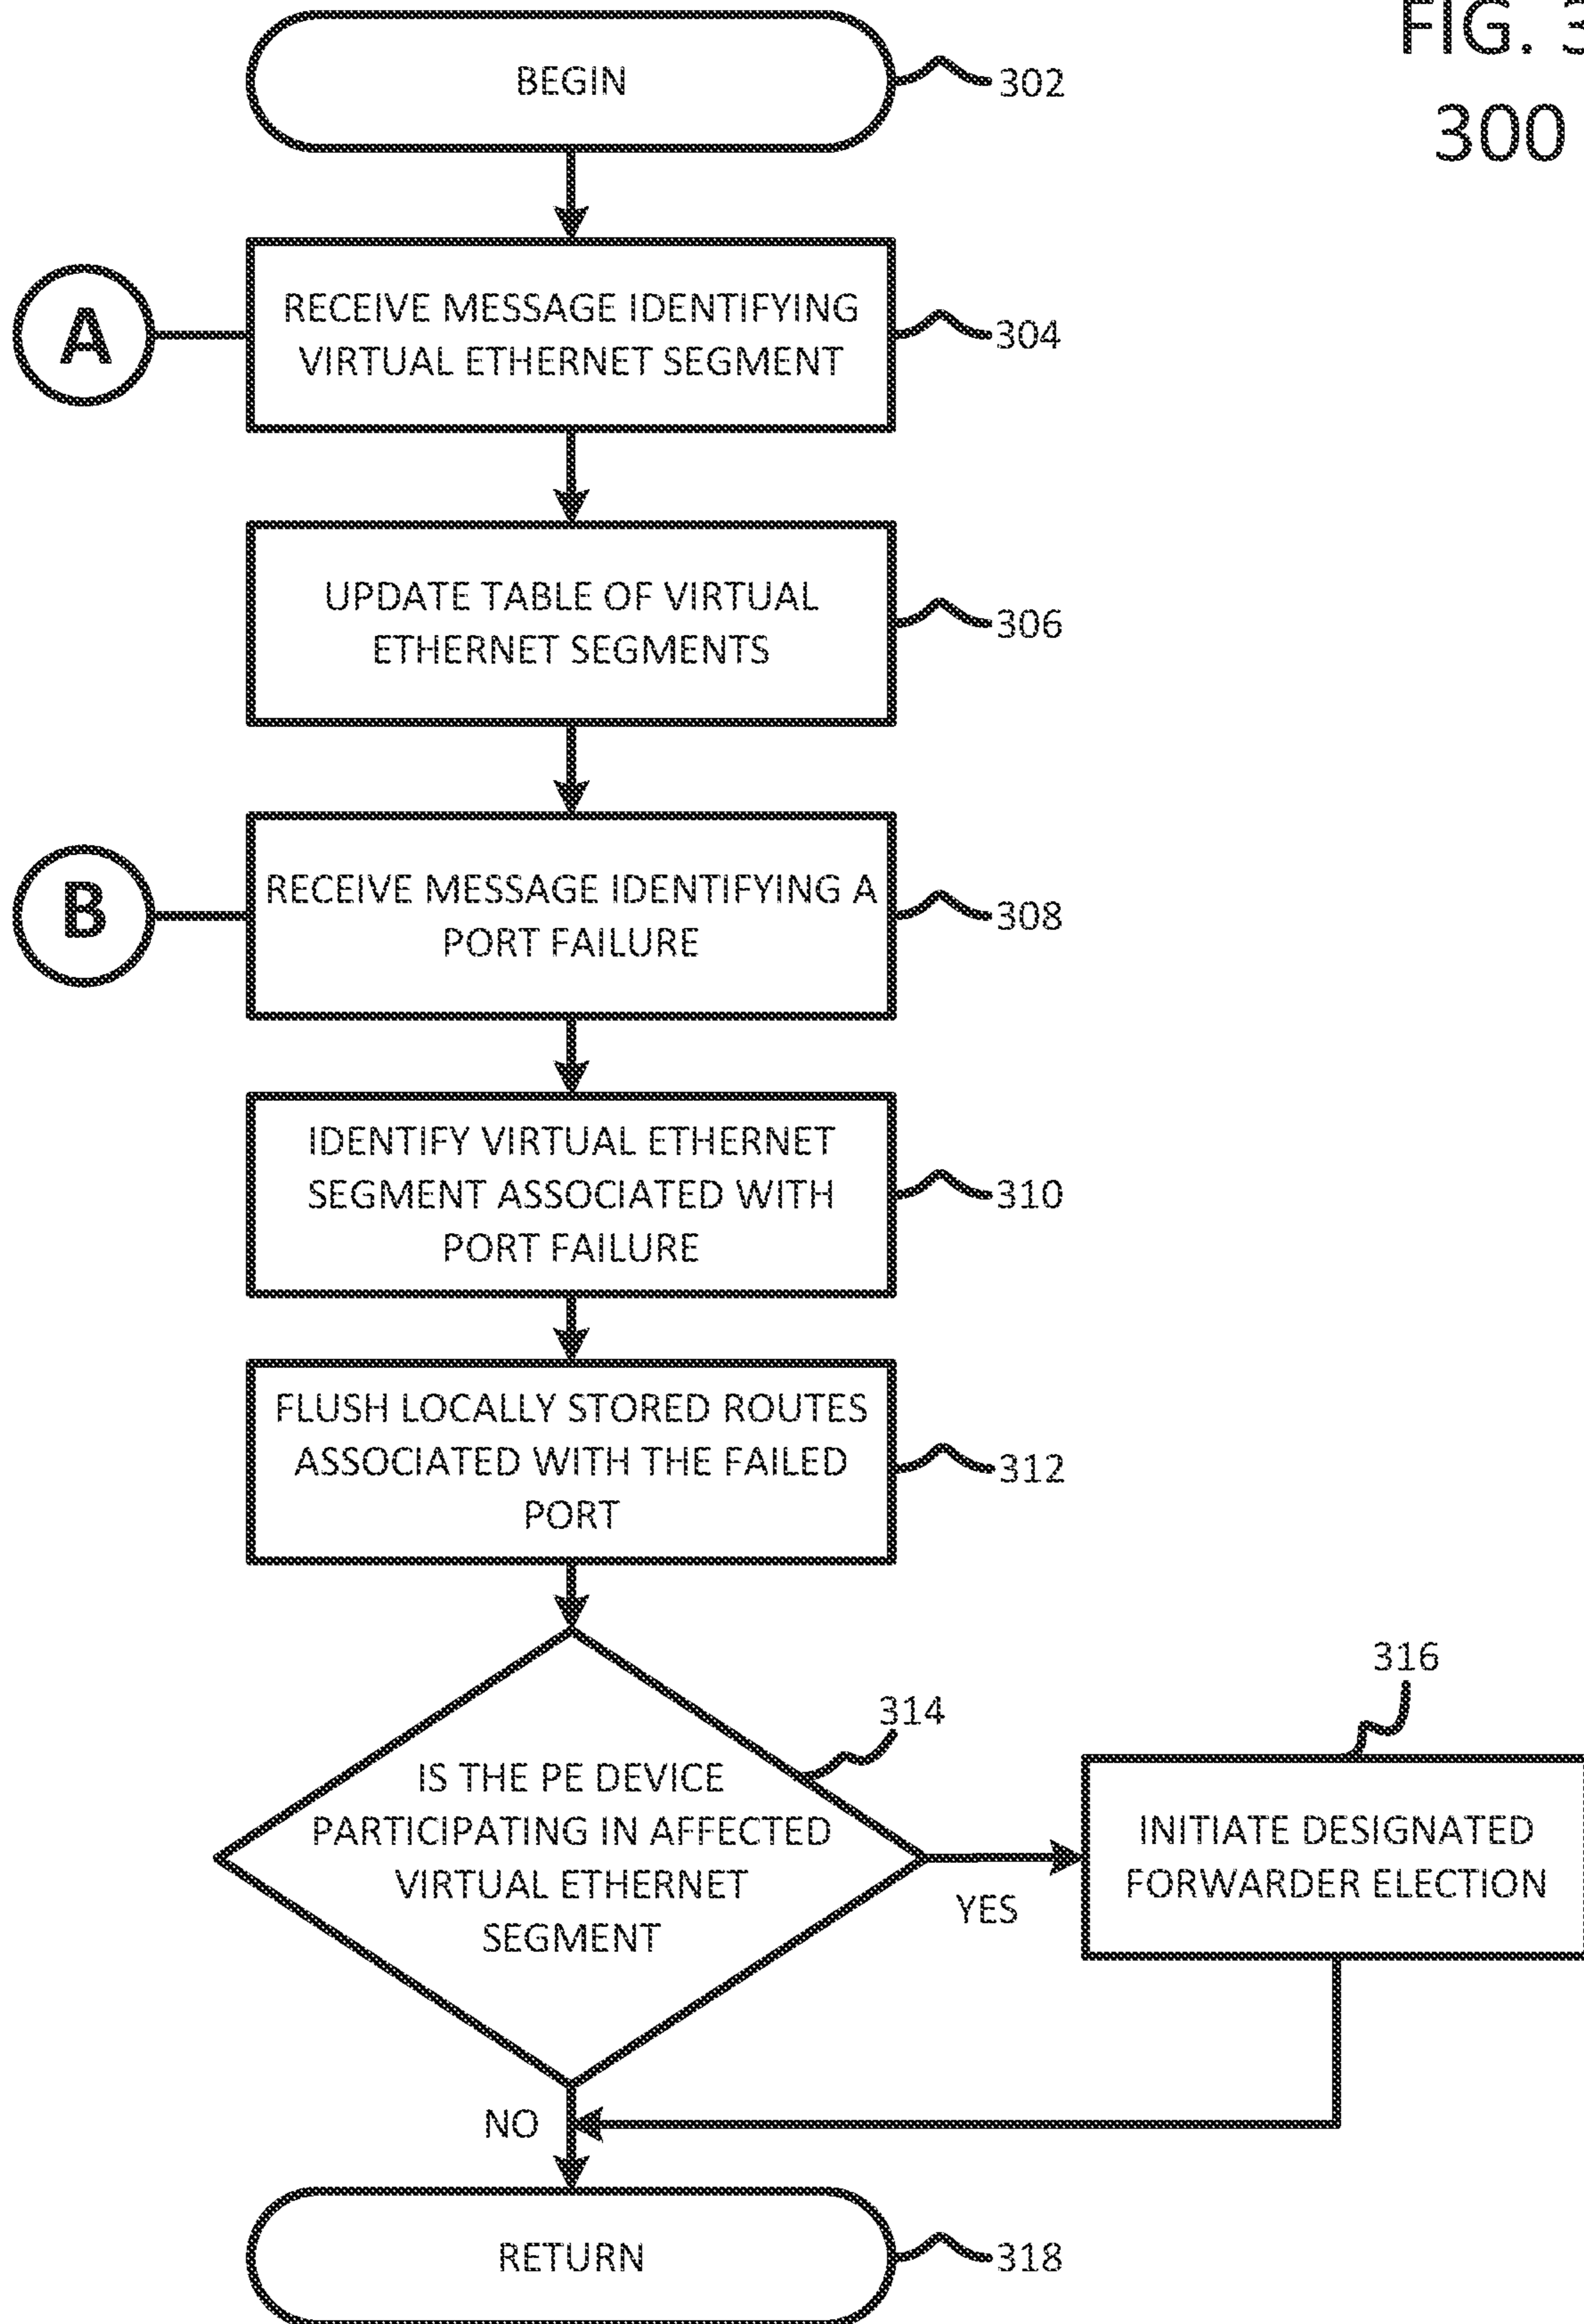 FIG. 3
300
BEGIN
302
A
RECEIVE MESSAGE IDENTIFYING
VIRTUAL ETHERNET SEGMENT
304
UPDATE TABLE OF VIRTUAL
ETHERNET SEGMENTS
306
B
RECEIVE MESSAGE IDENTIFYING A
PORT FAILURE
308
IDENTIFY VIRTUAL ETHERNET
SEGMENT ASSOCIATED WITH
PORT FAILURE
310
FLUSH LOCALLY STORED ROUTES
ASSOCIATED WITH THE FAILED
PORT
312
IS THE PE DEVICE
PARTICIPATING IN AFFECTED
VIRTUAL ETHERNET
SEGMENT
314
YES
316
INITIATE DESIGNATED
FORWARDER ELECTION
NO
RETURN
318